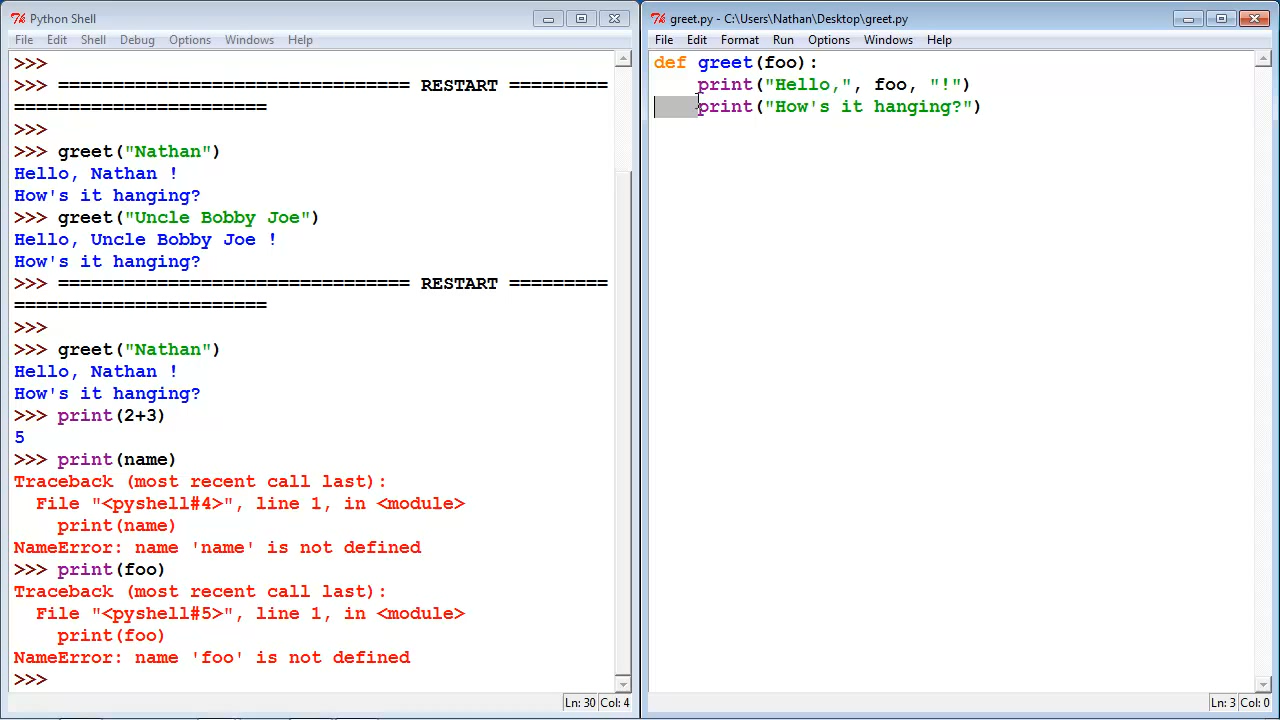 Python Shell
File Edit Shell Debug Options Windows Help
>>>
>>> ================================ RESTART =========
=======================
>>>
>>> greet("Nathan")
Hello, Nathan !
How's it hanging?
>>> greet("Uncle Bobby Joe")
Hello, Uncle Bobby Joe !
How's it hanging?
>>> ================================ RESTART =========
=======================
>>>
>>> greet("Nathan")
Hello, Nathan !
How's it hanging?
>>> print(2+3)
5
>>> print(name)
Traceback (most recent call last):
  File "<pyshell#4>", line 1, in <module>
    print(name)
NameError: name 'name' is not defined
>>> print(foo)
Traceback (most recent call last):
  File "<pyshell#5>", line 1, in <module>
    print(foo)
NameError: name 'foo' is not defined
>>>
Ln: 30 Col: 4
greet.py - C:\Users\Nathan\Desktop\greet.py
File Edit Format Run Options Windows Help
def greet(foo):
    print("Hello,", foo, "!")
    print("How's it hanging?")
Ln: 3 Col: 0